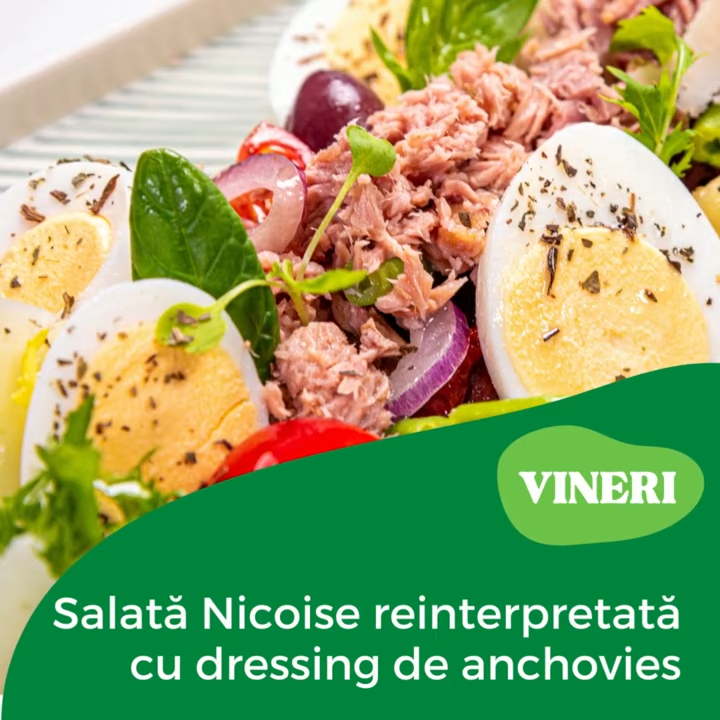 VINERI
Salată Nicoise reinterpretată
cu dressing de anchovies